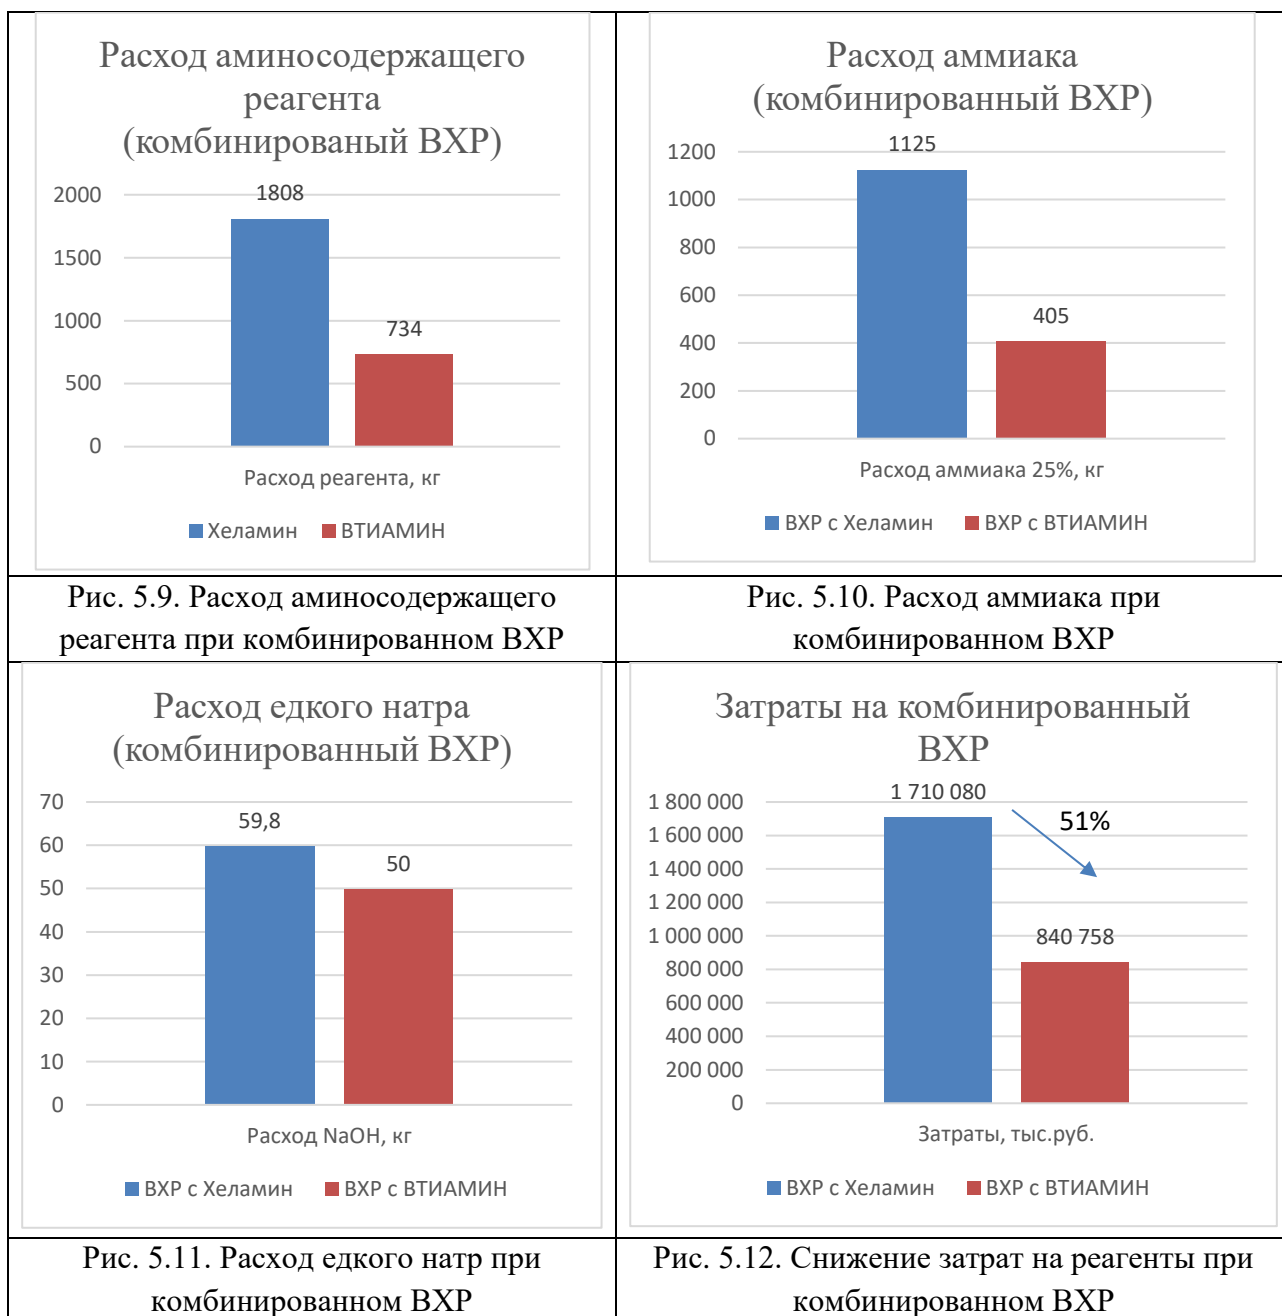 Расход аминосодержащего
реагента
(комбинированый ВХР)
2000
1500
1000
500
0
1808
734
Расход реагента, кг
Хеламин ВТИАМИН
Расход аммиака
(комбинированный ВХР)
1200
1000
800
600
400
200
0
1125
405
Расход аммиака 25%, кг
ВХР с Хеламин ВХР с ВТИАМИН
Рис. 5.9. Расход аминосодержащего
реагента при комбинированном ВХР
Рис. 5.10. Расход аммиака при
комбинированном ВХР
Расход едкого натра
(комбинированный ВХР)
70
60
50
40
30
20
10
0
59,8
50
Расход NaOH, кг
ВХР с Хеламин ВХР с ВТИАМИН
Затраты на комбинированный
ВХР
1 800 000
1 600 000
1 400 000
1 200 000
1 000 000
800 000
600 000
400 000
200 000
0
1 710 080
51%
840 758
Затраты, тыс.руб.
ВХР с Хеламин ВХР с ВТИАМИН
Рис. 5.11. Расход едкого натр при
комбинированном ВХР
Рис. 5.12. Снижение затрат на реагенты при
комбинированном ВХР